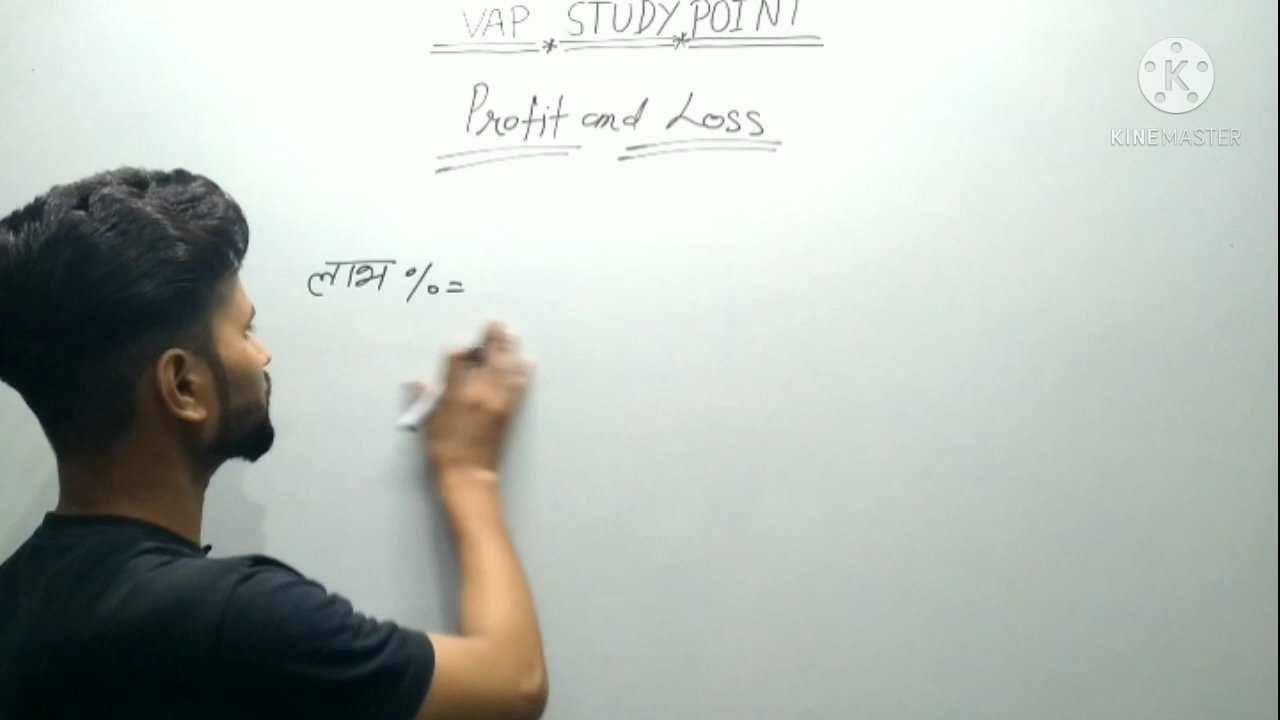 VAP STUDY POINT
Profit and Loss
लाभ % =
K
KINEMASTER